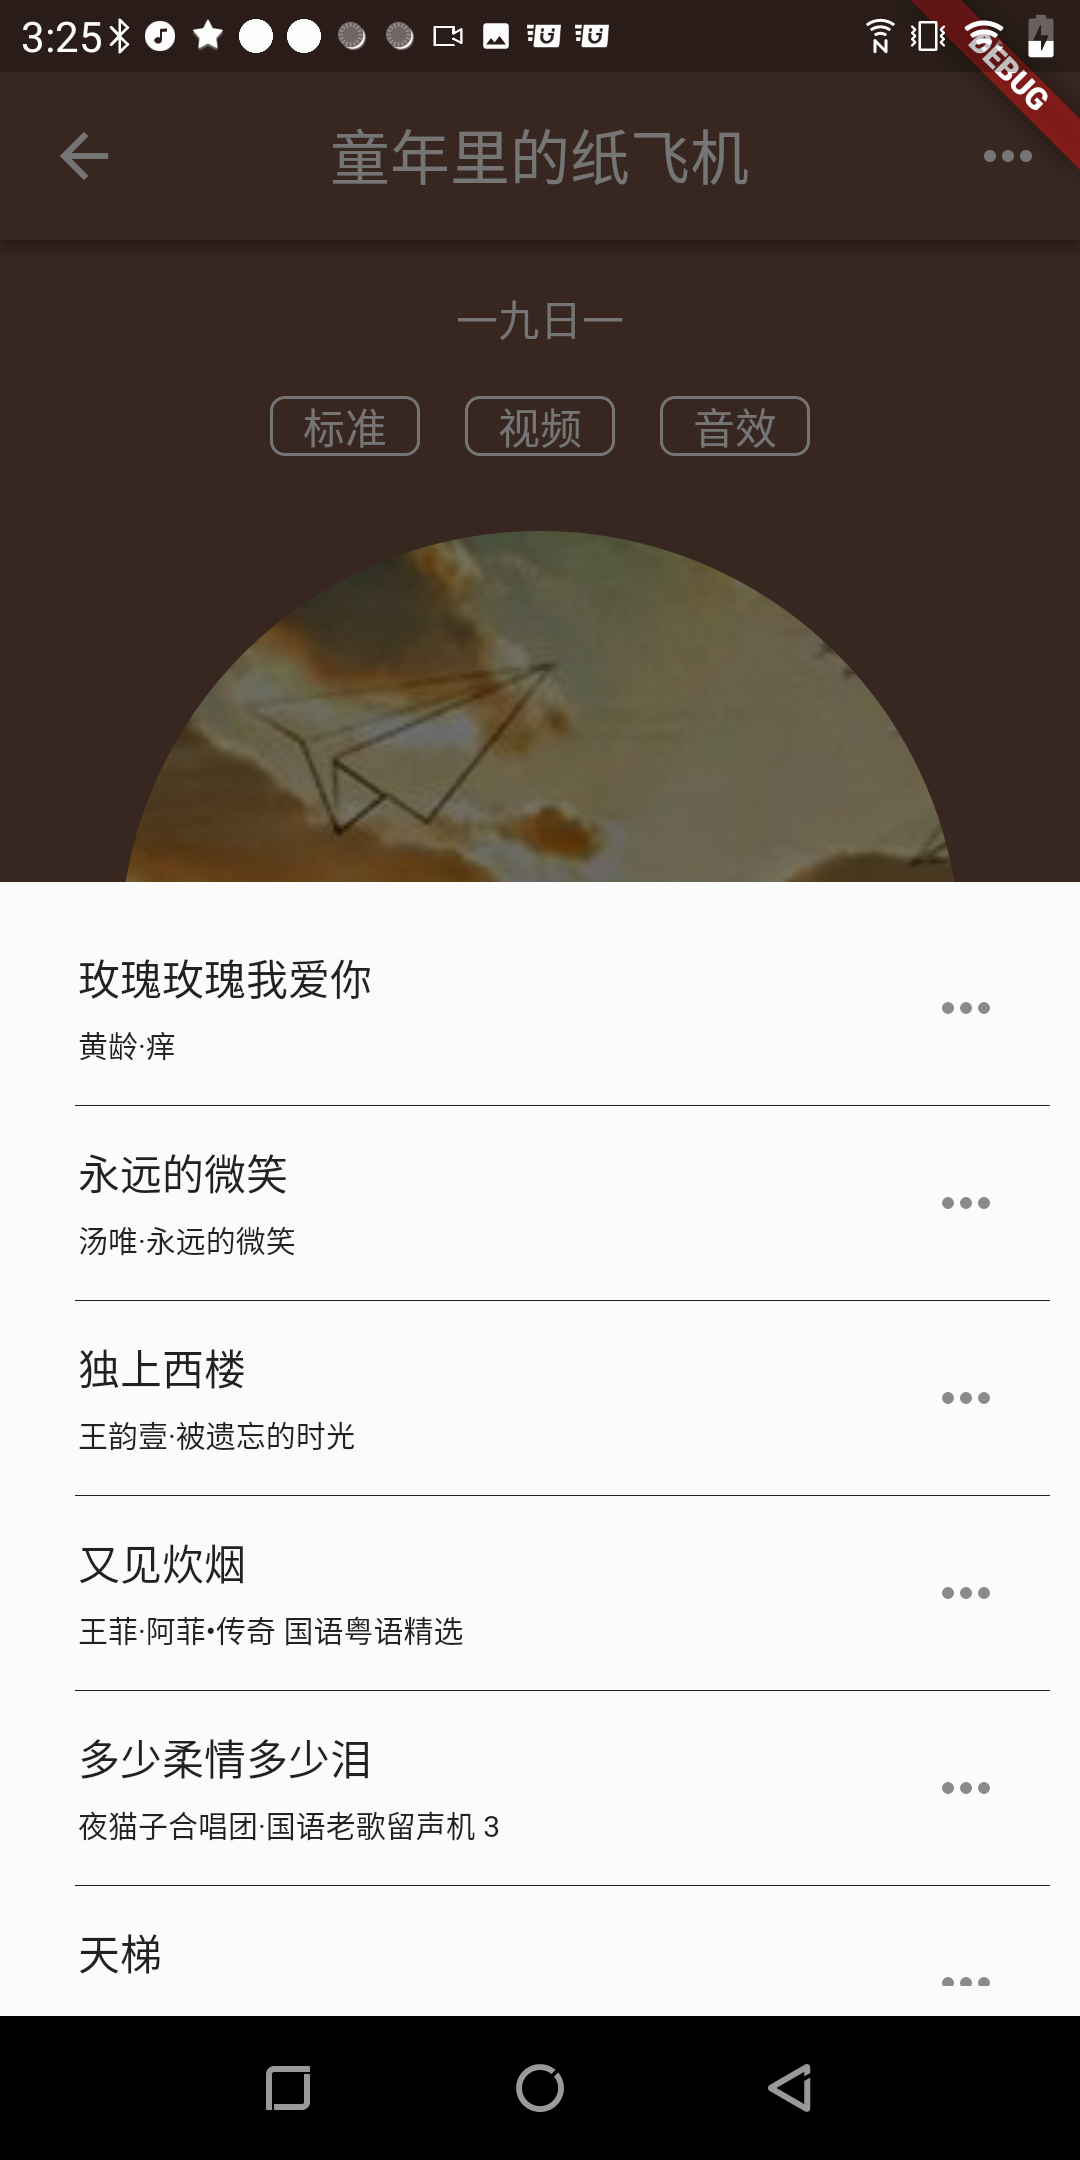 3:25
DEBUG
童年里的纸飞机
一九日一
标准 视频 音效
玫瑰玫瑰我爱你
黄龄·痒
永远的微笑
汤唯·永远的微笑
独上西楼
王韵壹·被遗忘的时光
又见炊烟
王菲·阿菲•传奇 国语粤语精选
多少柔情多少泪
夜猫子合唱团·国语老歌留声机 3
天梯